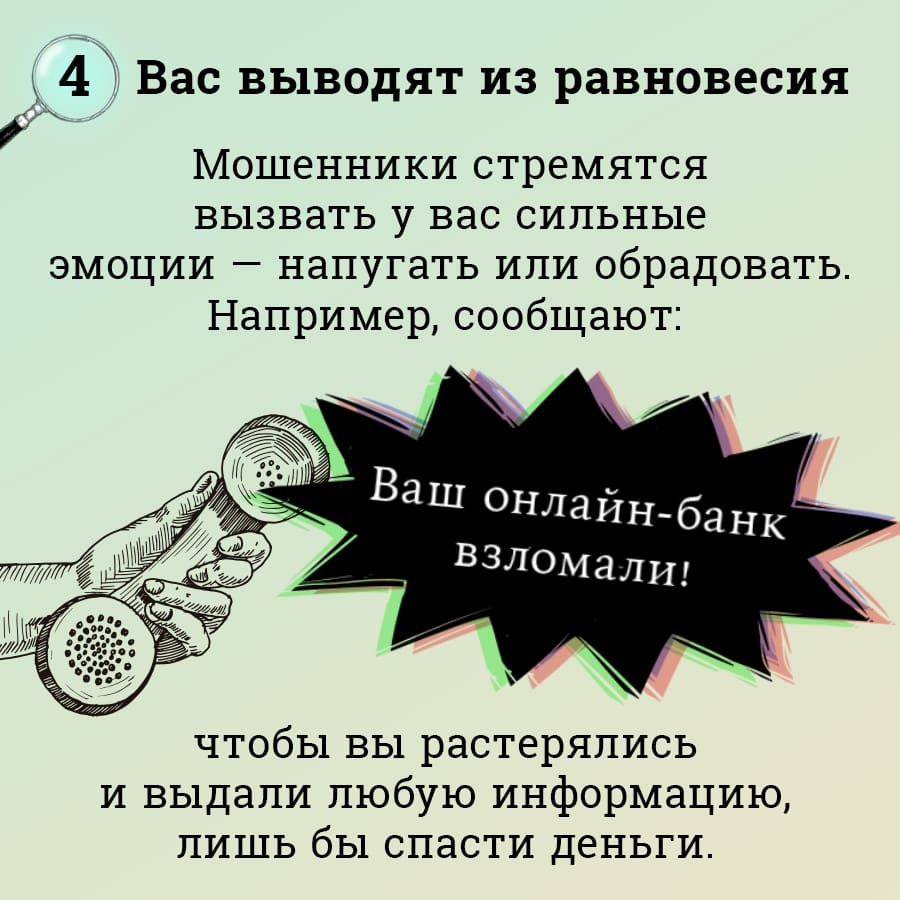 4 Вас выводят из равновесия
Мошенники стремятся
вызвать у вас сильные
эмоции — напугать или обрадовать.
Например, сообщают:
Ваш онлайн-банк
взломали!
чтобы вы растерялись
и выдали любую информацию,
лишь бы спасти деньги.